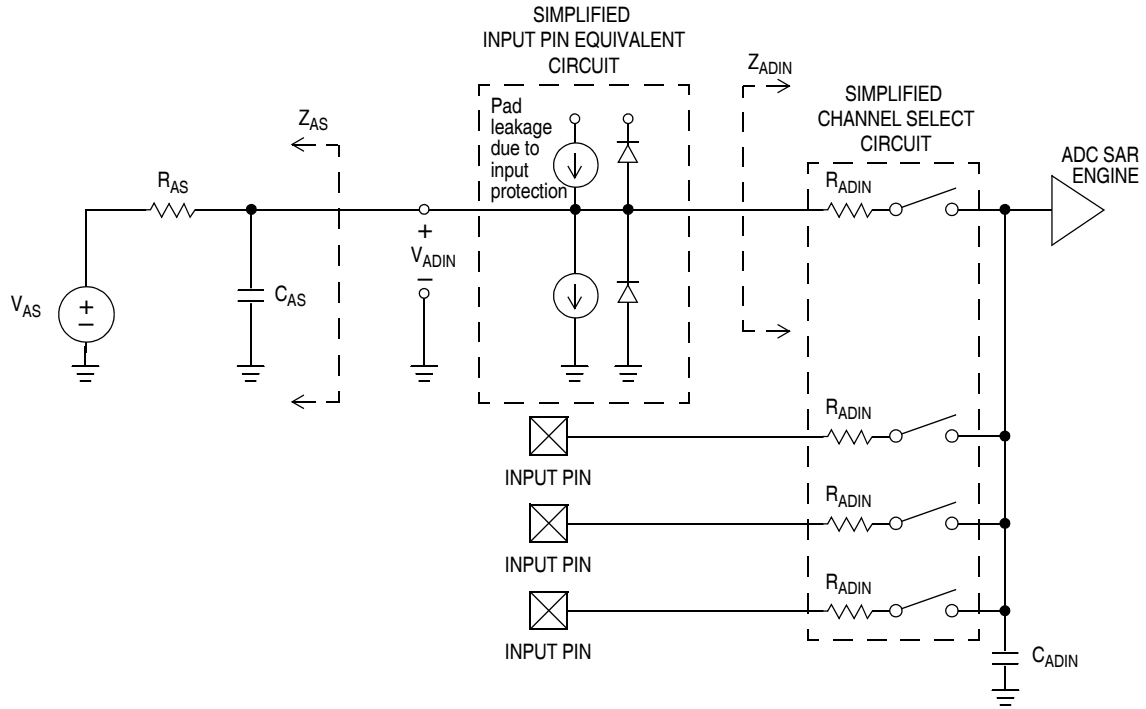 SIMPLIFIED
INPUT PIN EQUIVALENT
CIRCUIT
Pad
leakage
due to
input
protection
Z_AS
Z_ADIN
SIMPLIFIED
CHANNEL SELECT
CIRCUIT
ADC SAR
ENGINE
R_AS
R_ADIN
+
V_ADIN
–
C_AS
V_AS
+
–
R_ADIN
INPUT PIN
R_ADIN
INPUT PIN
R_ADIN
INPUT PIN
C_ADIN